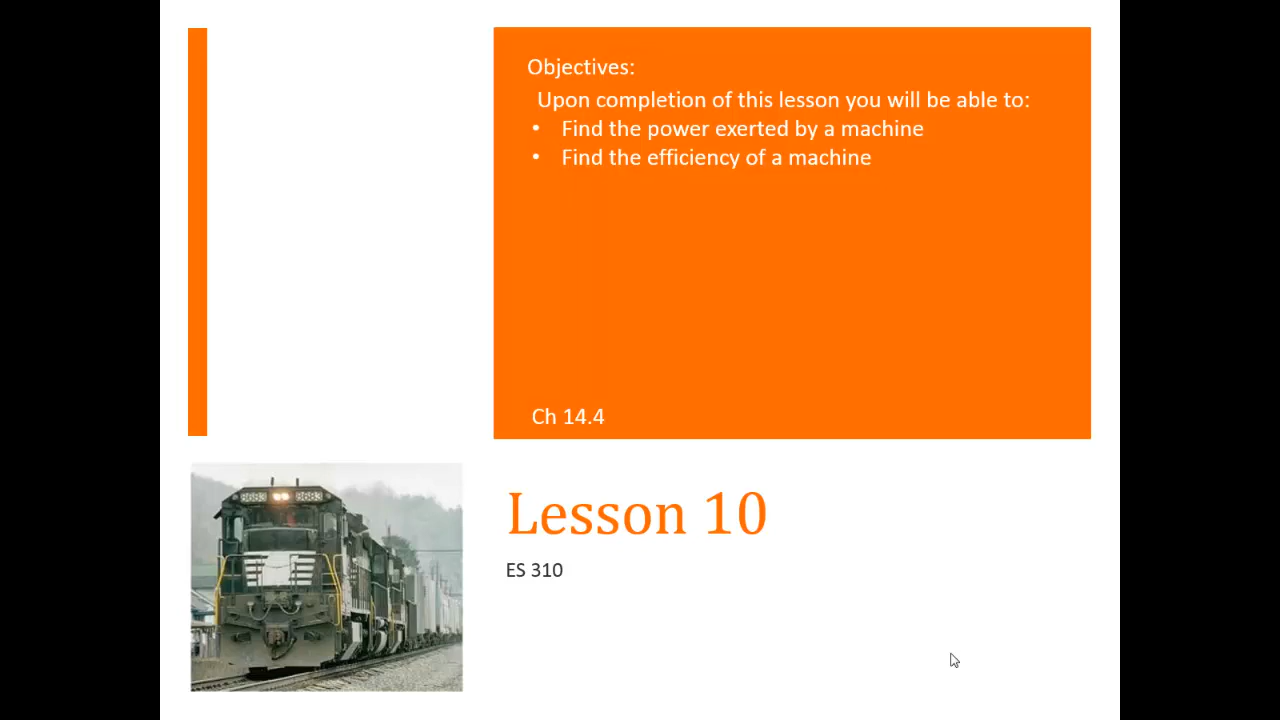 Objectives:
Upon completion of this lesson you will be able to:
• Find the power exerted by a machine
• Find the efficiency of a machine
Ch 14.4
Lesson 10
ES 310